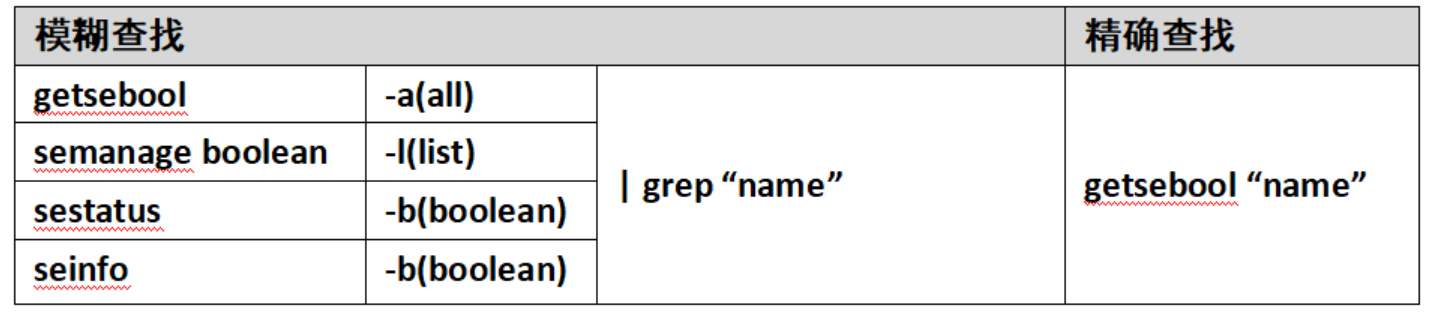 模糊查找 精确查找
getsebool -a(all)
semanage boolean -l(list)
| grep “name” getsebool “name”
sestatus -b(boolean)
seinfo -b(boolean)